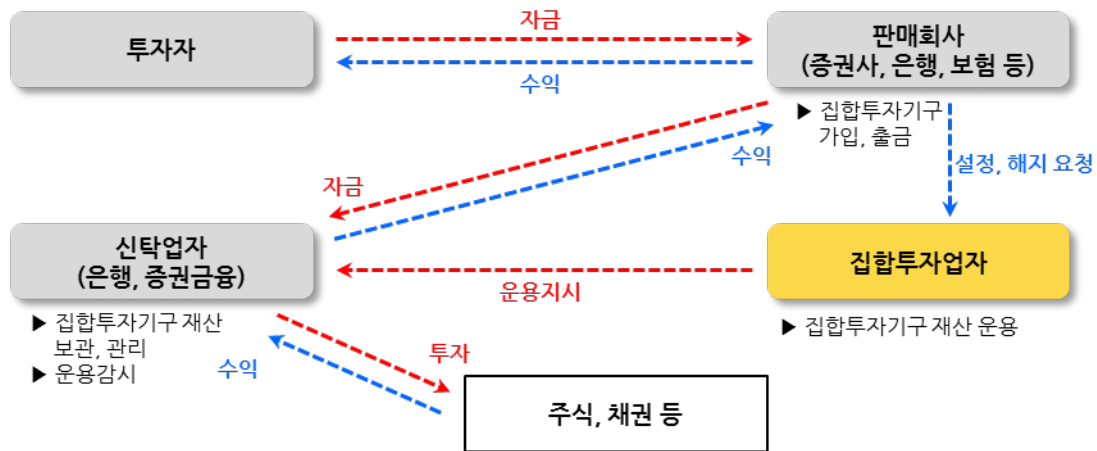 자금
투자자
판매회사
(증권사, 은행, 보험 등)
수익
▶ 집합투자기구
가입, 출금
수익
설정, 해지 요청
자금
신탁업자
(은행, 증권금융)
집합투자업자
운용지시
▶ 집합투자기구 재산
보관, 관리
▶ 운용감시
▶ 집합투자기구 재산 운용
투자
수익
주식, 채권 등